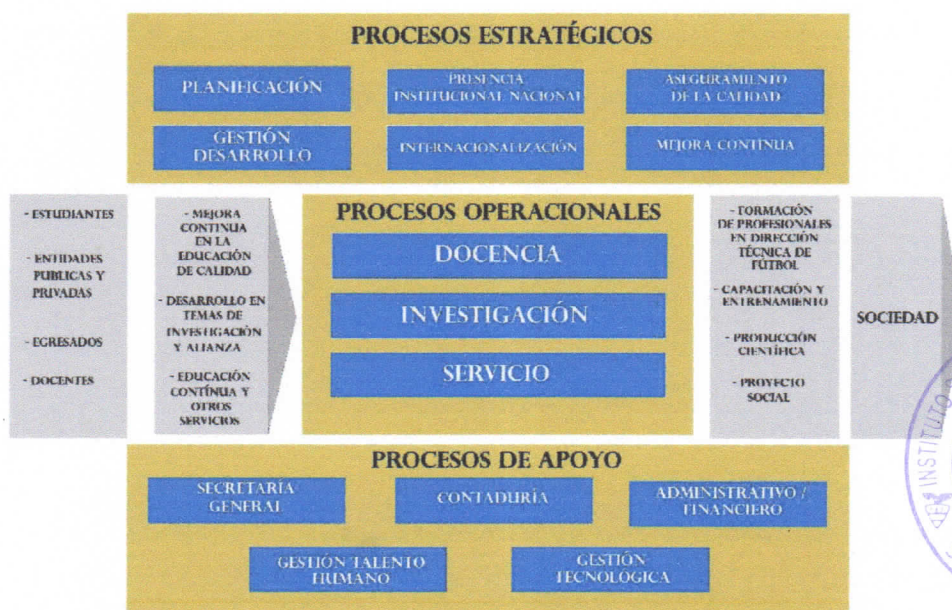 PROCESOS ESTRATÉGICOS
PLANIFICACIÓN
PRESENCIA
INSTITUCIONAL NACIONAL
ASEGURAMIENTO
DE LA CALIDAD
GESTIÓN
DESARROLLO
INTERNACIONALIZACIÓN
MEJORA CONTÍNUA
- ESTUDIANTES
- ENTIDADES
PUBLICAS Y
PRIVADAS
- EGRESADOS
- DOCENTES
- MEJORA
CONTINUA
EN LA
EDUCACIÓN
DE CALIDAD
- DESARROLLO EN
TEMAS DE
INVESTIGACIÓN
Y ALIANZA
- EDUCACIÓN
CONTÍNUA Y
OTROS
SERVICIOS
PROCESOS OPERACIONALES
DOCENCIA
INVESTIGACIÓN
SERVICIO
- FORMACIÓN
DE PROFESIONALES
EN DIRECCIÓN
TÉCNICA DE
FÚTBOL
- CAPACITACIÓN Y
ENTRENAMIENTO
- PRODUCCIÓN
CIENTÍFICA
- PROYECTO
SOCIAL
SOCIEDAD
INSTITUTO
PROCESOS DE APOYO
SECRETARÍA
GENERAL
CONTADURÍA
ADMINISTRATIVO /
FINANCIERO
GESTIÓN TALENTO
HUMANO
GESTIÓN
TECNOLÓGICA